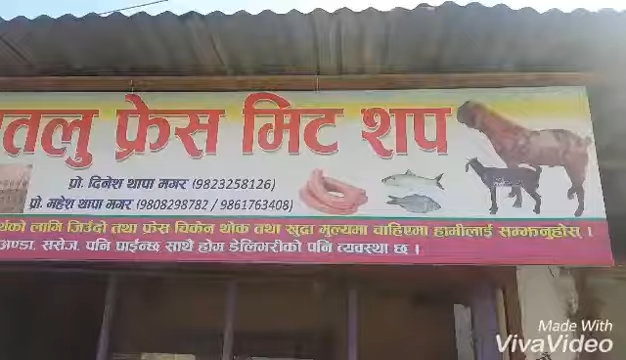 तलु फ्रेस मिट शप
प्रो. दिनेश थापा मगर (9823258126)
प्रो. महेश थापा मगर (9808298782 / 9861763408)
को लागि जिउँदो तथा फ्रेस चिकेन थोक तथा खुद्रा मुल्यमा चाहिएमा हामीलाई सम्झनुहोस् ।
अण्डा, ससेज, पनि पाईन्छ साथै होम डेलिभरीको पनि व्यवस्था छ ।
Made With
VivaVideo